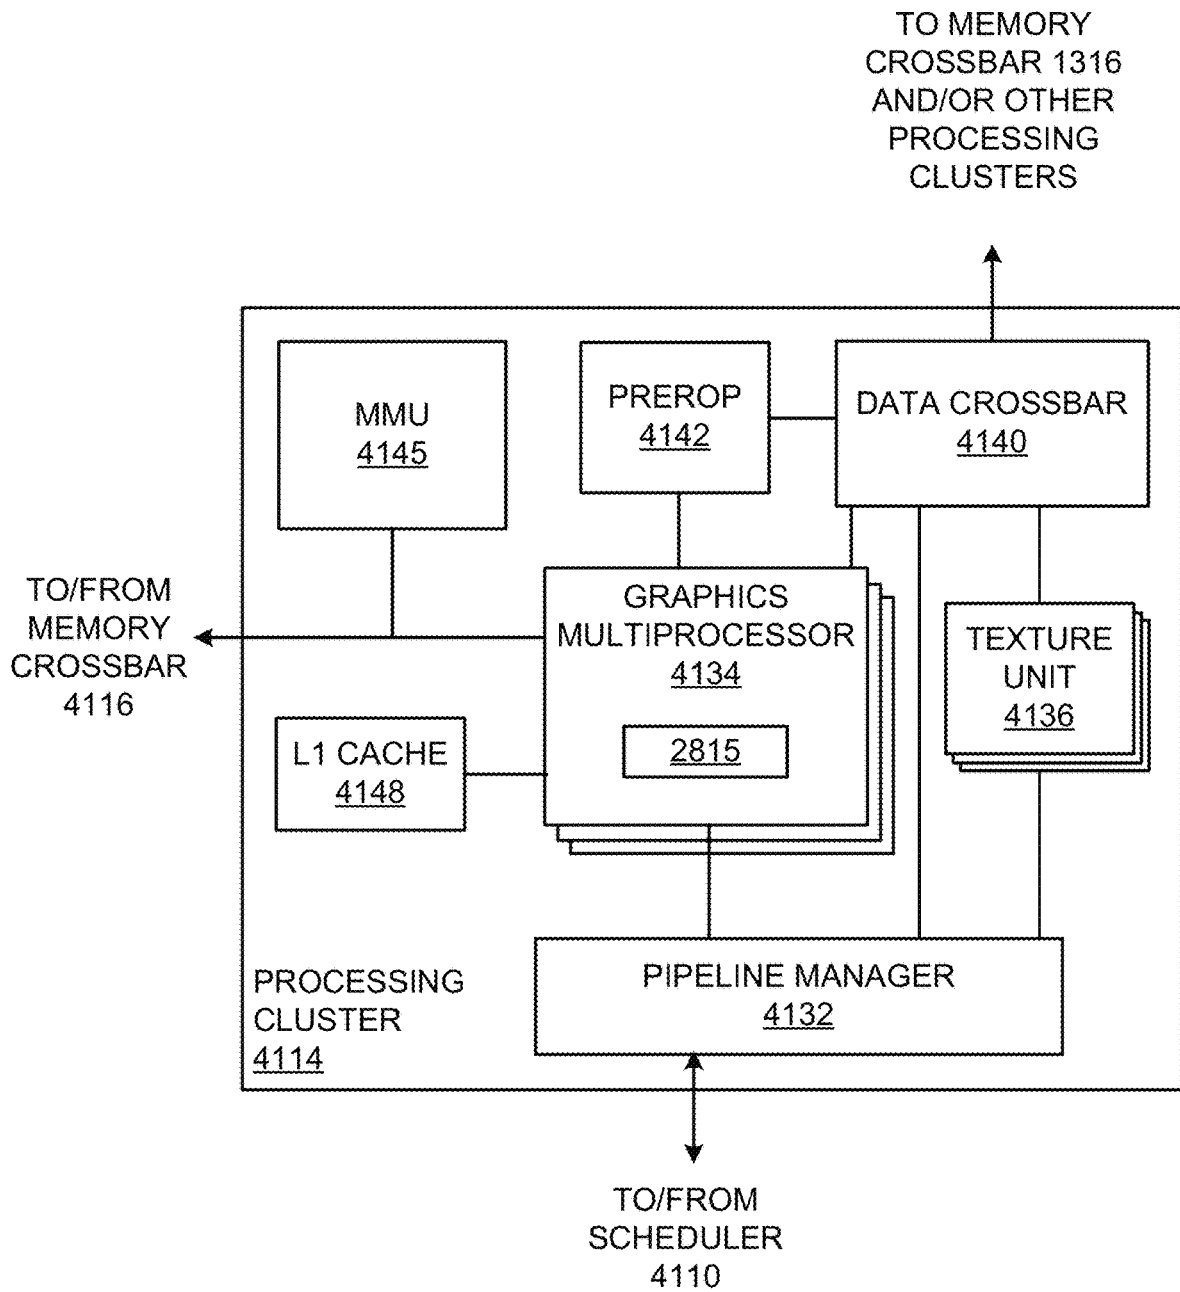 TO MEMORY
CROSSBAR 1316
AND/OR OTHER
PROCESSING
CLUSTERS
MMU
4145
PREROP
4142
DATA CROSSBAR
4140
TO/FROM
MEMORY
CROSSBAR
4116
GRAPHICS
MULTIPROCESSOR
4134
2815
TEXTURE
UNIT
4136
L1 CACHE
4148
PIPELINE MANAGER
4132
PROCESSING
CLUSTER
4114
TO/FROM
SCHEDULER
4110